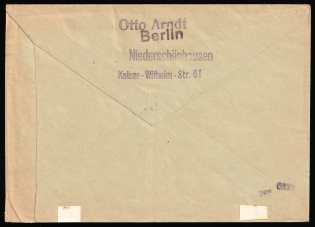 Otto Arndt
Berlin
Niederschönhausen
Kaiser-Wilhelm-Str. 61